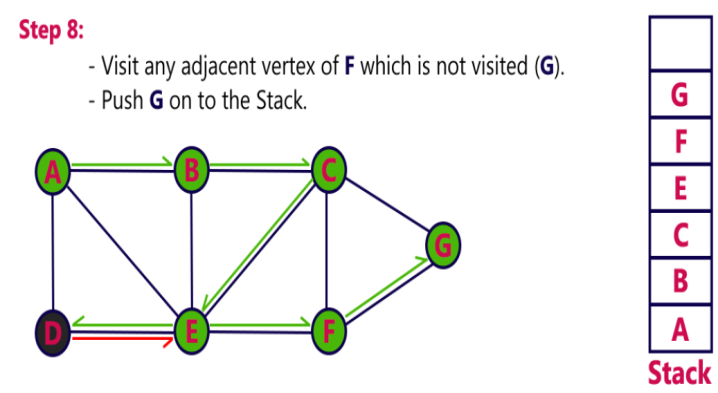 Step 8:
- Visit any adjacent vertex of F which is not visited (G).
- Push G on to the Stack.
A
B
C
G
D
E
F
G
F
E
C
B
A
Stack